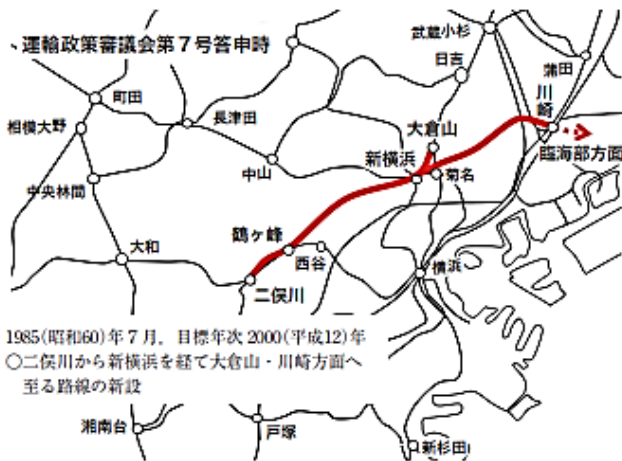 運輸政策審議会第7号答申時
武蔵小杉
日吉
蒲田
川崎
町田
相模大野
長津田
大倉山
新横浜
菊名
臨海部方面
中山
中央林間
鶴ヶ峰
西谷
大和
横浜
二俣川
1985(昭和60)年7月，目標年次2000(平成12)年
○二俣川から新横浜を経て大倉山・川崎方面へ
至る路線の新設
湘南台
戸塚
新杉田